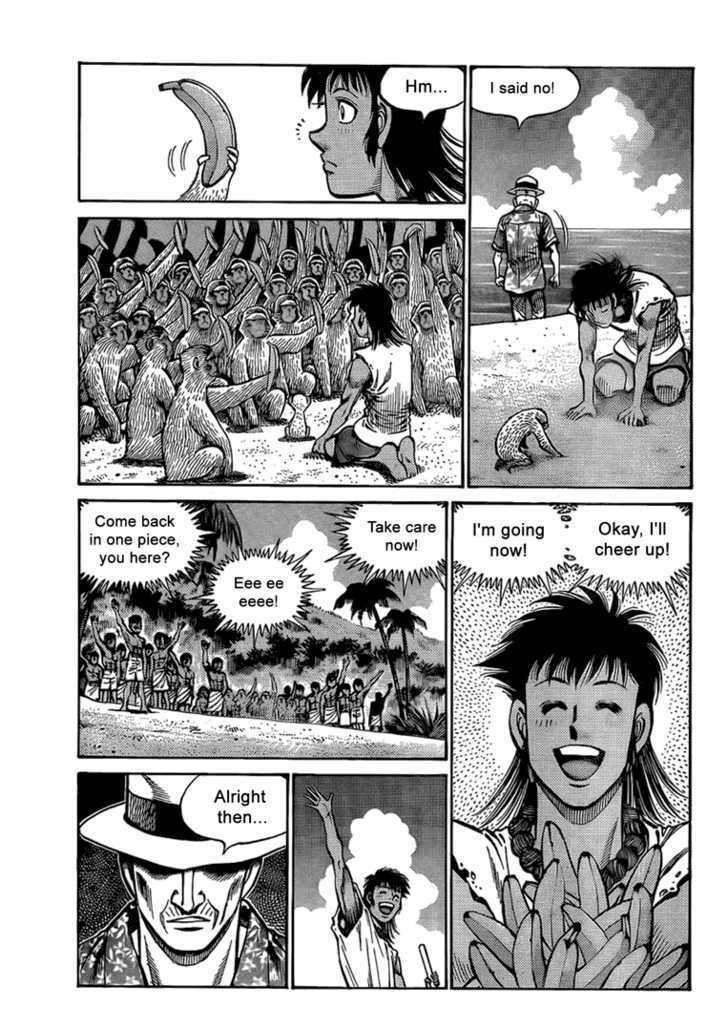 I said no!
Hm...
Okay, I'll
cheer up!
I'm going
now!
Take care
now!
Eee ee
eeee!
Come back
in one piece,
you here?
Alright
then...